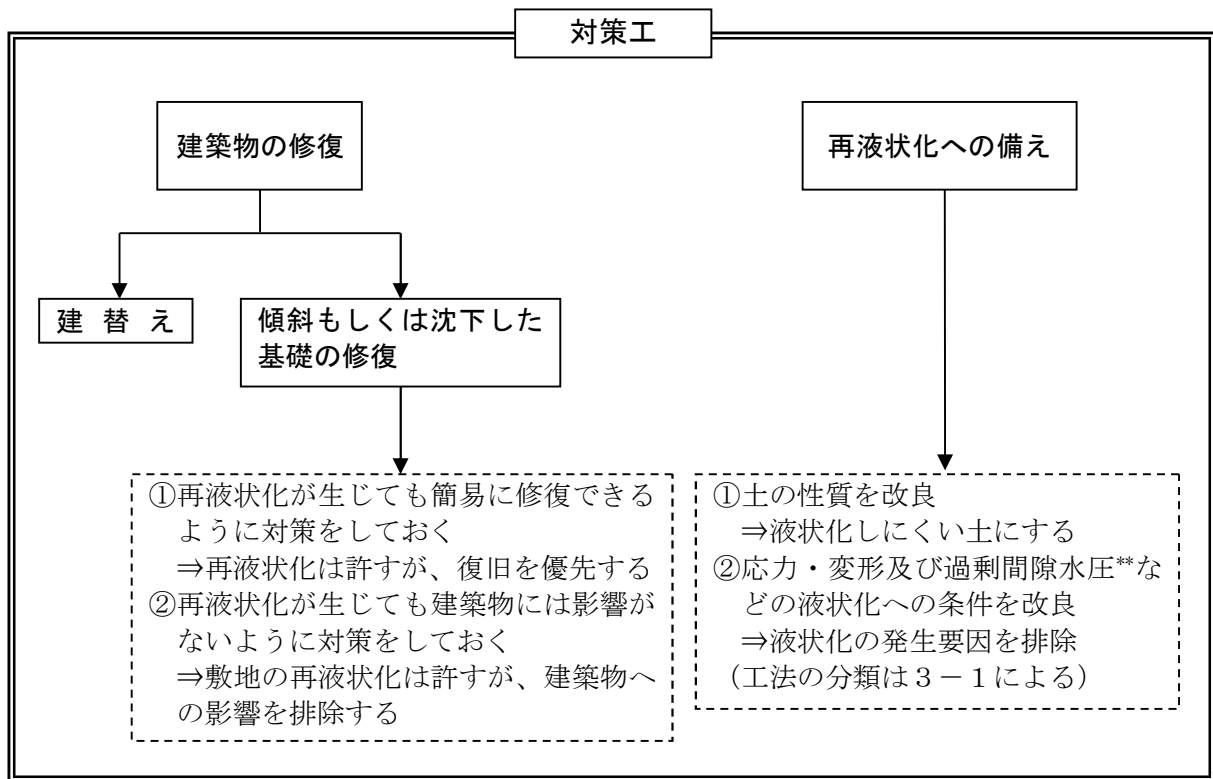 対策工
建築物の修復
再液状化への備え
建 替 え
傾斜もしくは沈下した
基礎の修復
①再液状化が生じても簡易に修復できる
ように対策をしておく
⇒再液状化は許すが、復旧を優先する
②再液状化が生じても建築物には影響が
ないように対策をしておく
⇒敷地の再液状化は許すが、建築物へ
の影響を排除する
①土の性質を改良
⇒液状化しにくい土にする
②応力・変形及び過剰間隙水圧**な
どの液状化への条件を改良
⇒液状化の発生要因を排除
（工法の分類は３－１による）